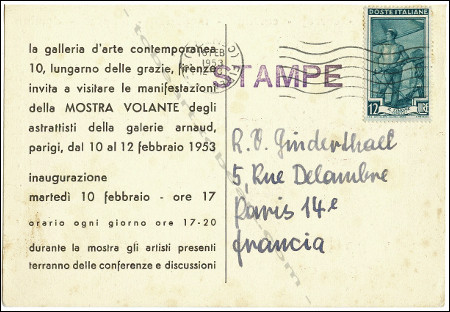 la galleria d'arte contemporanea
10, lungarno delle grazie, firenze
invita a visitare le manifestazioni
della MOSTRA VOLANTE degli
astrattisti della galerie arnaud,
parigi, dal 10 al 12 febbraio 1953
inaugurazione
martedì 10 febbraio - ore 17
orario ogni giorno ore 17-20
durante la mostra gli artisti presenti
terranno delle conferenze e discussioni
FEB
1953
STAMPE
POSTE ITALIANE
12 LIRE
R. V. Ginderthael
5, Rue Delambre
Paris 14e
francia